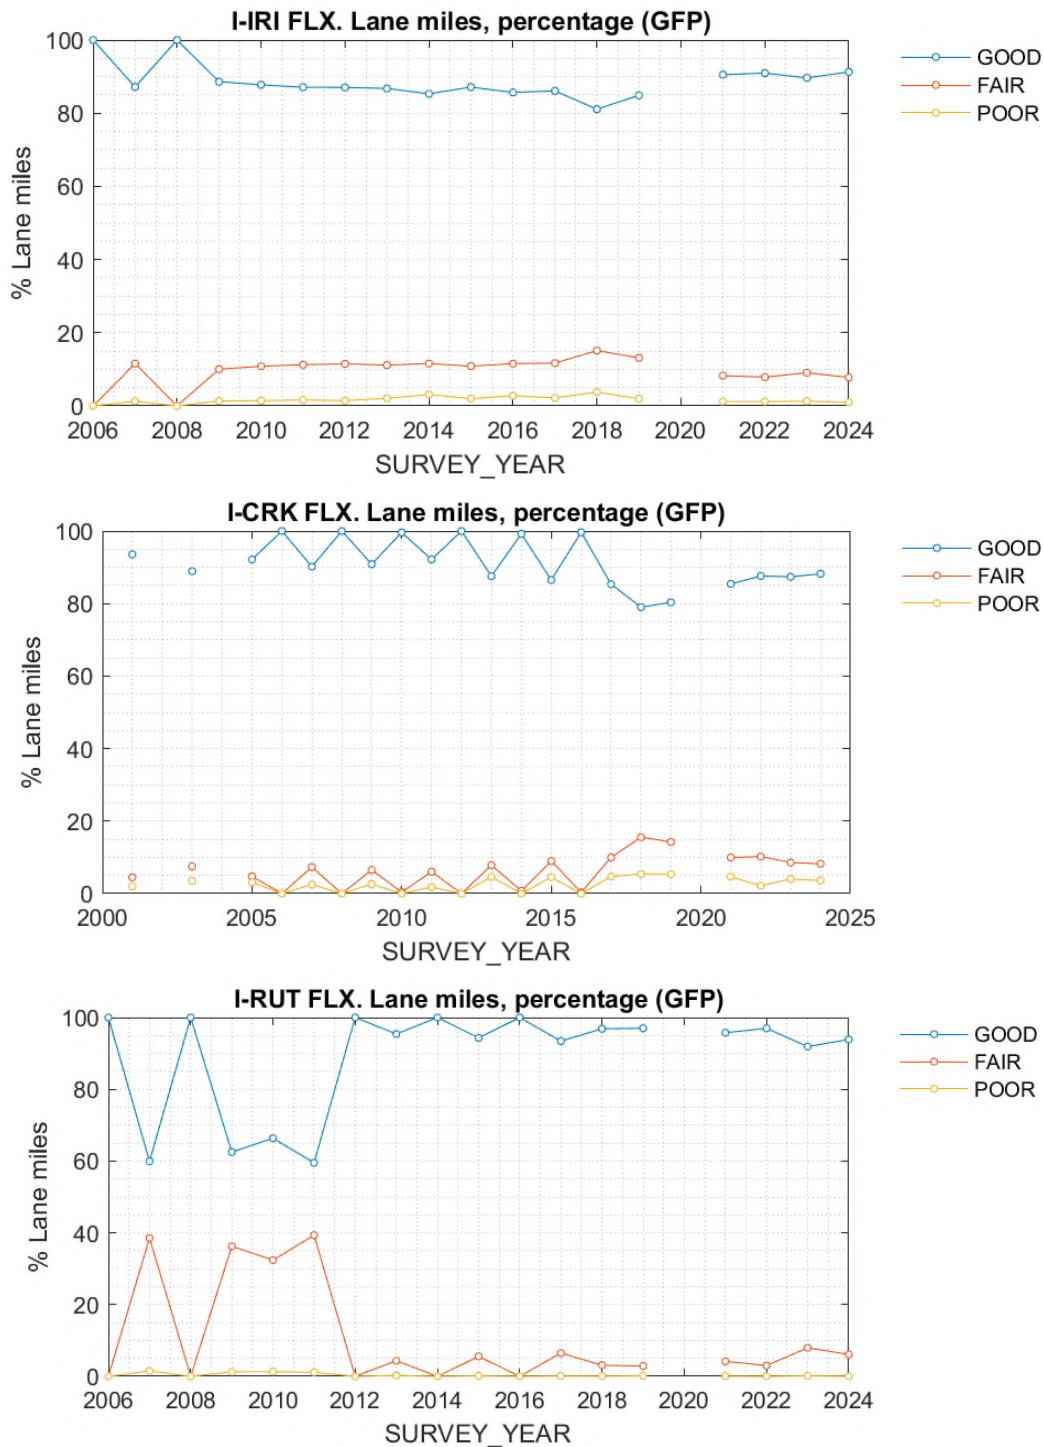 I-IRI FLX. Lane miles, percentage (GFP)
100
80
60
40
20
0
% Lane miles
2006 2008 2010 2012 2014 2016 2018 2020 2022 2024
SURVEY_YEAR
GOOD
FAIR
POOR
I-CRK FLX. Lane miles, percentage (GFP)
100
80
60
40
20
0
% Lane miles
2000 2005 2010 2015 2020 2025
SURVEY_YEAR
GOOD
FAIR
POOR
I-RUT FLX. Lane miles, percentage (GFP)
100
80
60
40
20
0
% Lane miles
2006 2008 2010 2012 2014 2016 2018 2020 2022 2024
SURVEY_YEAR
GOOD
FAIR
POOR